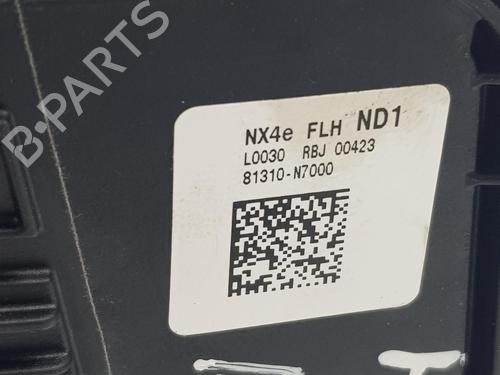 B-PARTS
NX4e FLH ND1
L0030 RBJ 00423
81310-N7000